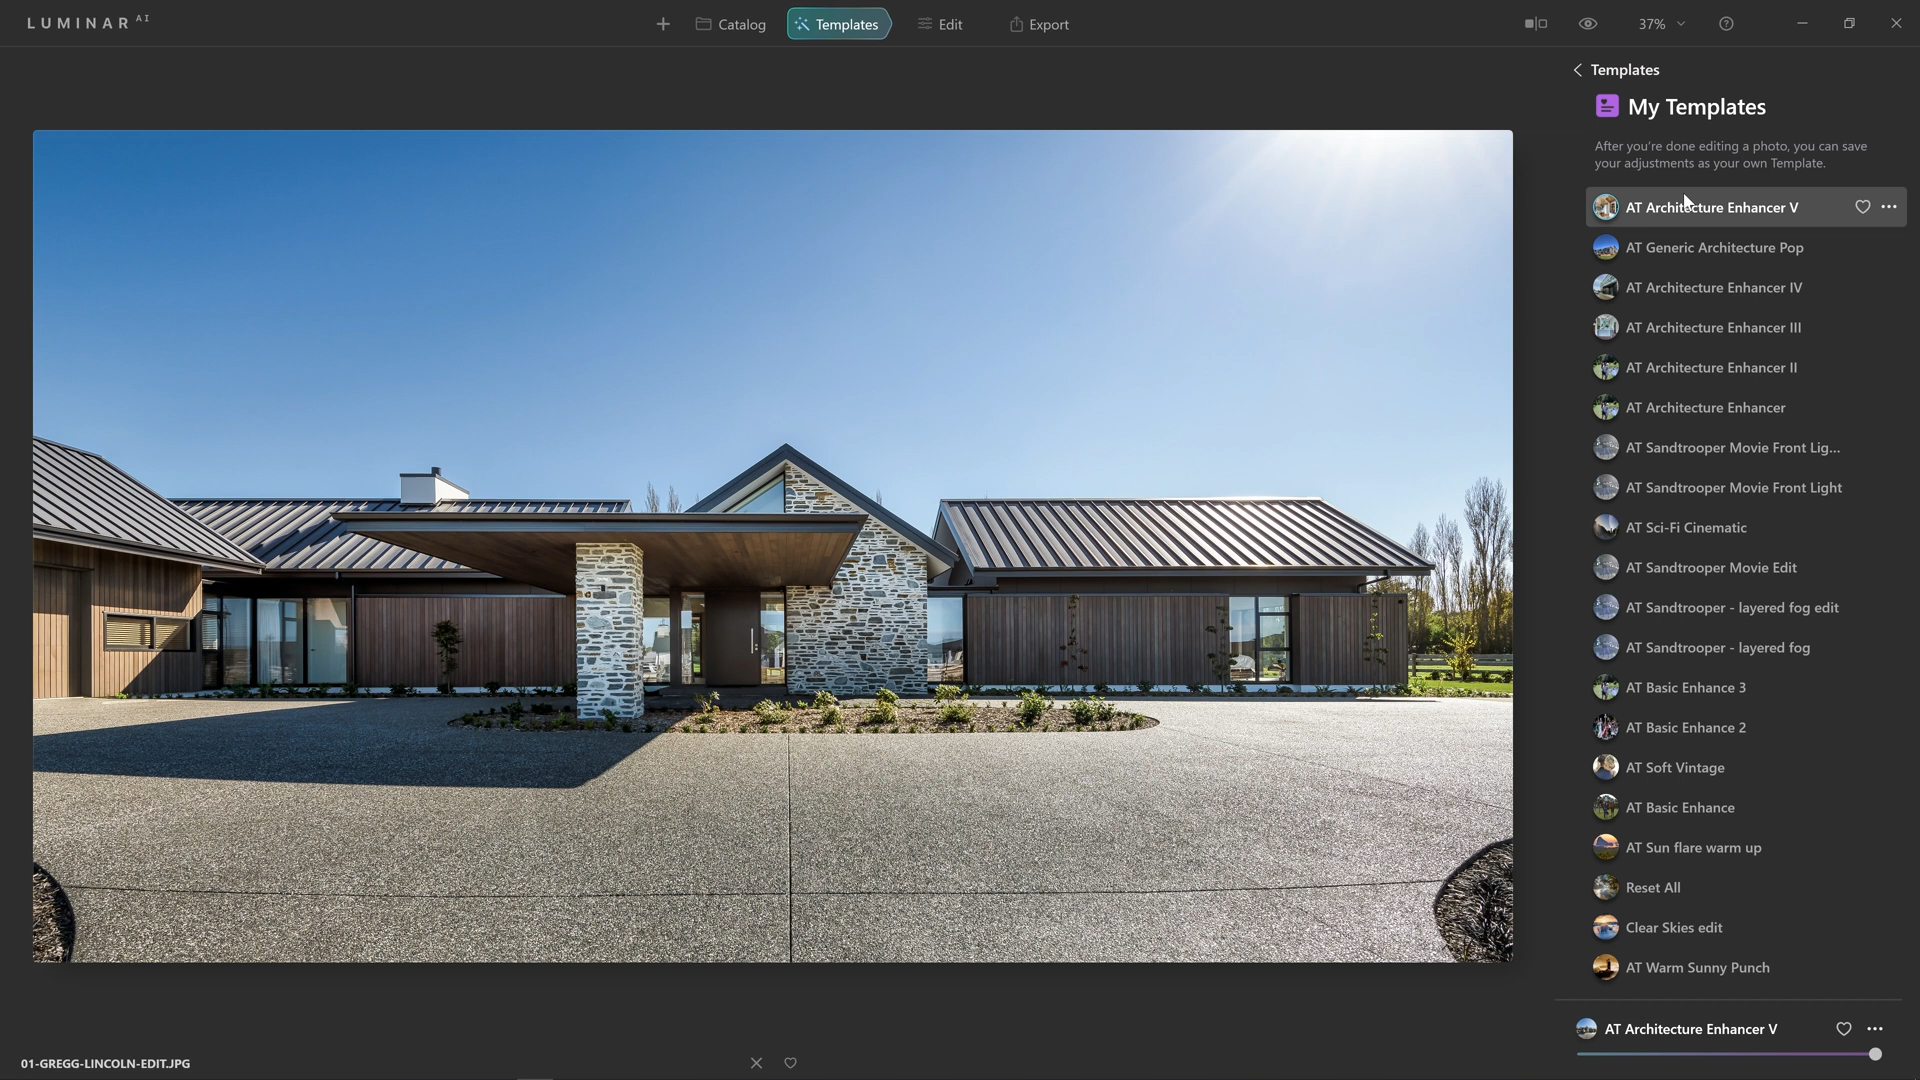 LUMINAR AI
Catalog
Templates
Edit
Export
37%
Templates
My Templates
After you're done editing a photo, you can save
your adjustments as your own Template.
AT Architecture Enhancer V
AT Generic Architecture Pop
AT Architecture Enhancer IV
AT Architecture Enhancer III
AT Architecture Enhancer II
AT Architecture Enhancer
AT Sandtrooper Movie Front Lig...
AT Sandtrooper Movie Front Light
AT Sci-Fi Cinematic
AT Sandtrooper Movie Edit
AT Sandtrooper - layered fog edit
AT Sandtrooper - layered fog
AT Basic Enhance 3
AT Basic Enhance 2
AT Soft Vintage
AT Basic Enhance
AT Sun flare warm up
Reset All
Clear Skies edit
AT Warm Sunny Punch
AT Architecture Enhancer V
01-GREGG-LINCOLN-EDIT.JPG